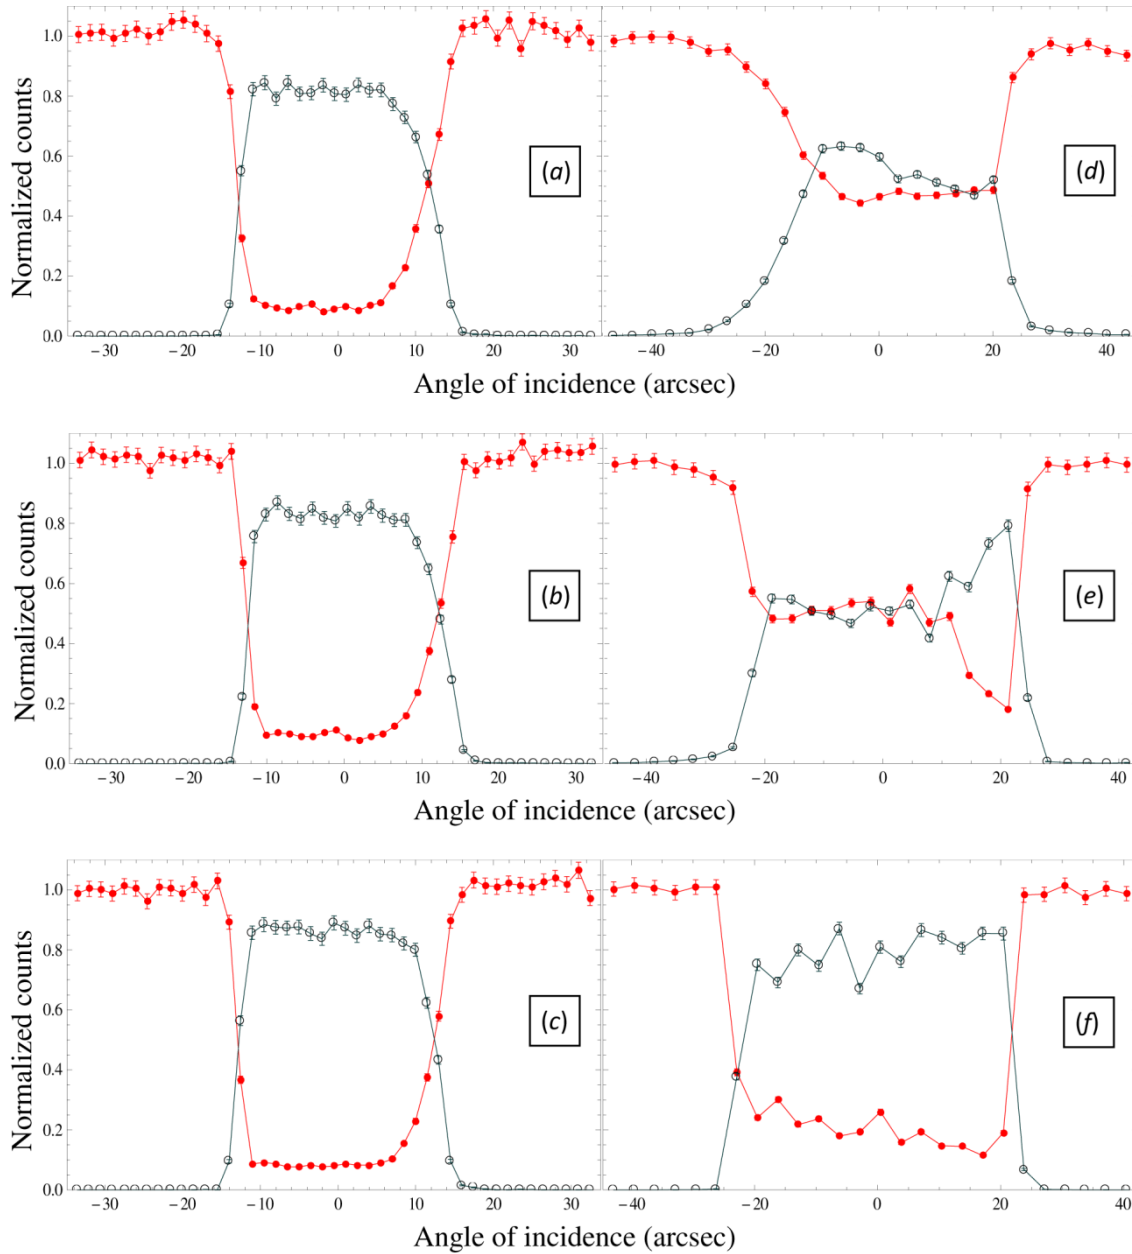 1.0
0.8
0.6
0.4
0.2
0.0
Normalized counts
(a)
(d)
−30 −20 −10 0 10 20 30 −40 −20 0 20 40
Angle of incidence (arcsec) Angle of incidence (arcsec)
1.0
0.8
0.6
0.4
0.2
0.0
Normalized counts
(b)
(e)
−30 −20 −10 0 10 20 30 −40 −20 0 20 40
Angle of incidence (arcsec) Angle of incidence (arcsec)
1.0
0.8
0.6
0.4
0.2
0.0
Normalized counts
(c)
(f)
−30 −20 −10 0 10 20 30 −40 −20 0 20 40
Angle of incidence (arcsec) Angle of incidence (arcsec)